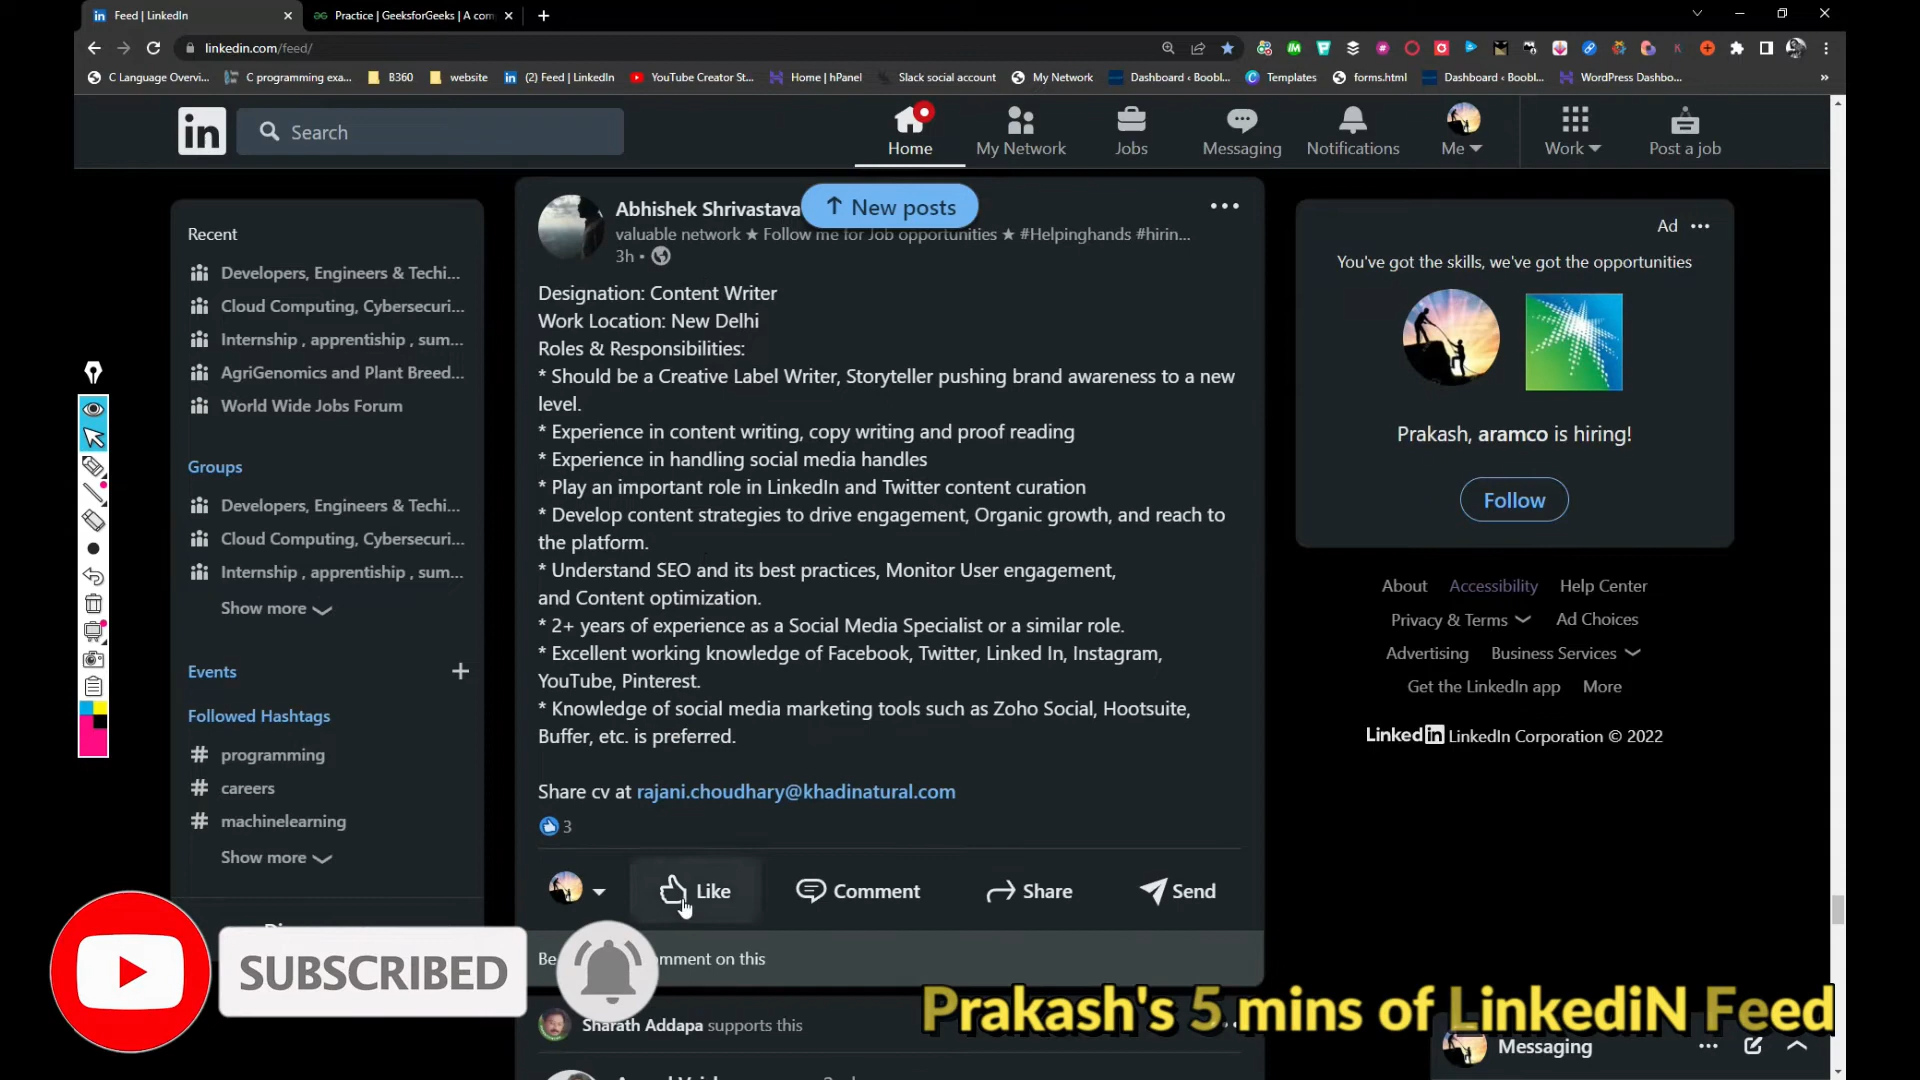 Feed | LinkedIn
Practice | GeeksforGeeks | A com
linkedin.com/feed/
C Language Overvi...
C programming exa...
B360
website
(2) Feed | LinkedIn
YouTube Creator St...
Home | hPanel
Slack social account
My Network
Dashboard ‹ Boobl...
Templates
forms.html
Dashboard ‹ Boobl...
WordPress Dashbo...
»
in
Search
Home
My Network
Jobs
Messaging
Notifications
Me
Work
Post a job
Recent
Developers, Engineers & Techi...
Cloud Computing, Cybersecuri...
Internship , apprentiship , sum...
AgriGenomics and Plant Breed...
World Wide Jobs Forum
Groups
Developers, Engineers & Techi...
Cloud Computing, Cybersecuri...
Internship , apprentiship , sum...
Show more
Events
Followed Hashtags
# programming
# careers
# machinelearning
Show more
Abhishek Shrivastava
New posts
valuable network ★ Follow me for Job opportunities ★ #Helpinghands #hirin...
3h •
Designation: Content Writer
Work Location: New Delhi
Roles & Responsibilities:
* Should be a Creative Label Writer, Storyteller pushing brand awareness to a new
level.
* Experience in content writing, copy writing and proof reading
* Experience in handling social media handles
* Play an important role in LinkedIn and Twitter content curation
* Develop content strategies to drive engagement, Organic growth, and reach to
the platform.
* Understand SEO and its best practices, Monitor User engagement,
and Content optimization.
* 2+ years of experience as a Social Media Specialist or a similar role.
* Excellent working knowledge of Facebook, Twitter, Linked In, Instagram,
YouTube, Pinterest.
* Knowledge of social media marketing tools such as Zoho Social, Hootsuite,
Buffer, etc. is preferred.
Share cv at rajani.choudhary@khadinatural.com
3
Like
Comment
Share
Send
Be
mment on this
Sharath Addapa supports this
Ad
You've got the skills, we've got the opportunities
Prakash, aramco is hiring!
Follow
About Accessibility Help Center
Privacy & Terms Ad Choices
Advertising Business Services
Get the LinkedIn app More
Linkedin LinkedIn Corporation © 2022
SUBSCRIBED
Prakash's 5 mins of LinkediN Feed
Messaging